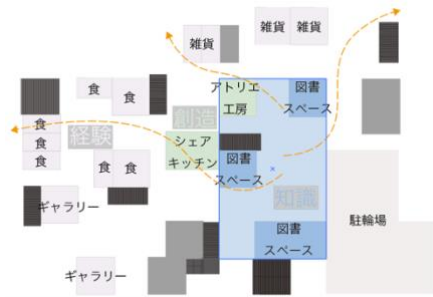 雑貨
雑貨
雑貨
食
食
アトリエ
工房
図書
スペース
創造
食
食
食
経験
シェア
キッチン
図書
スペース
食
食
知識
ギャラリー
図書
スペース
駐輪場
ギャラリー